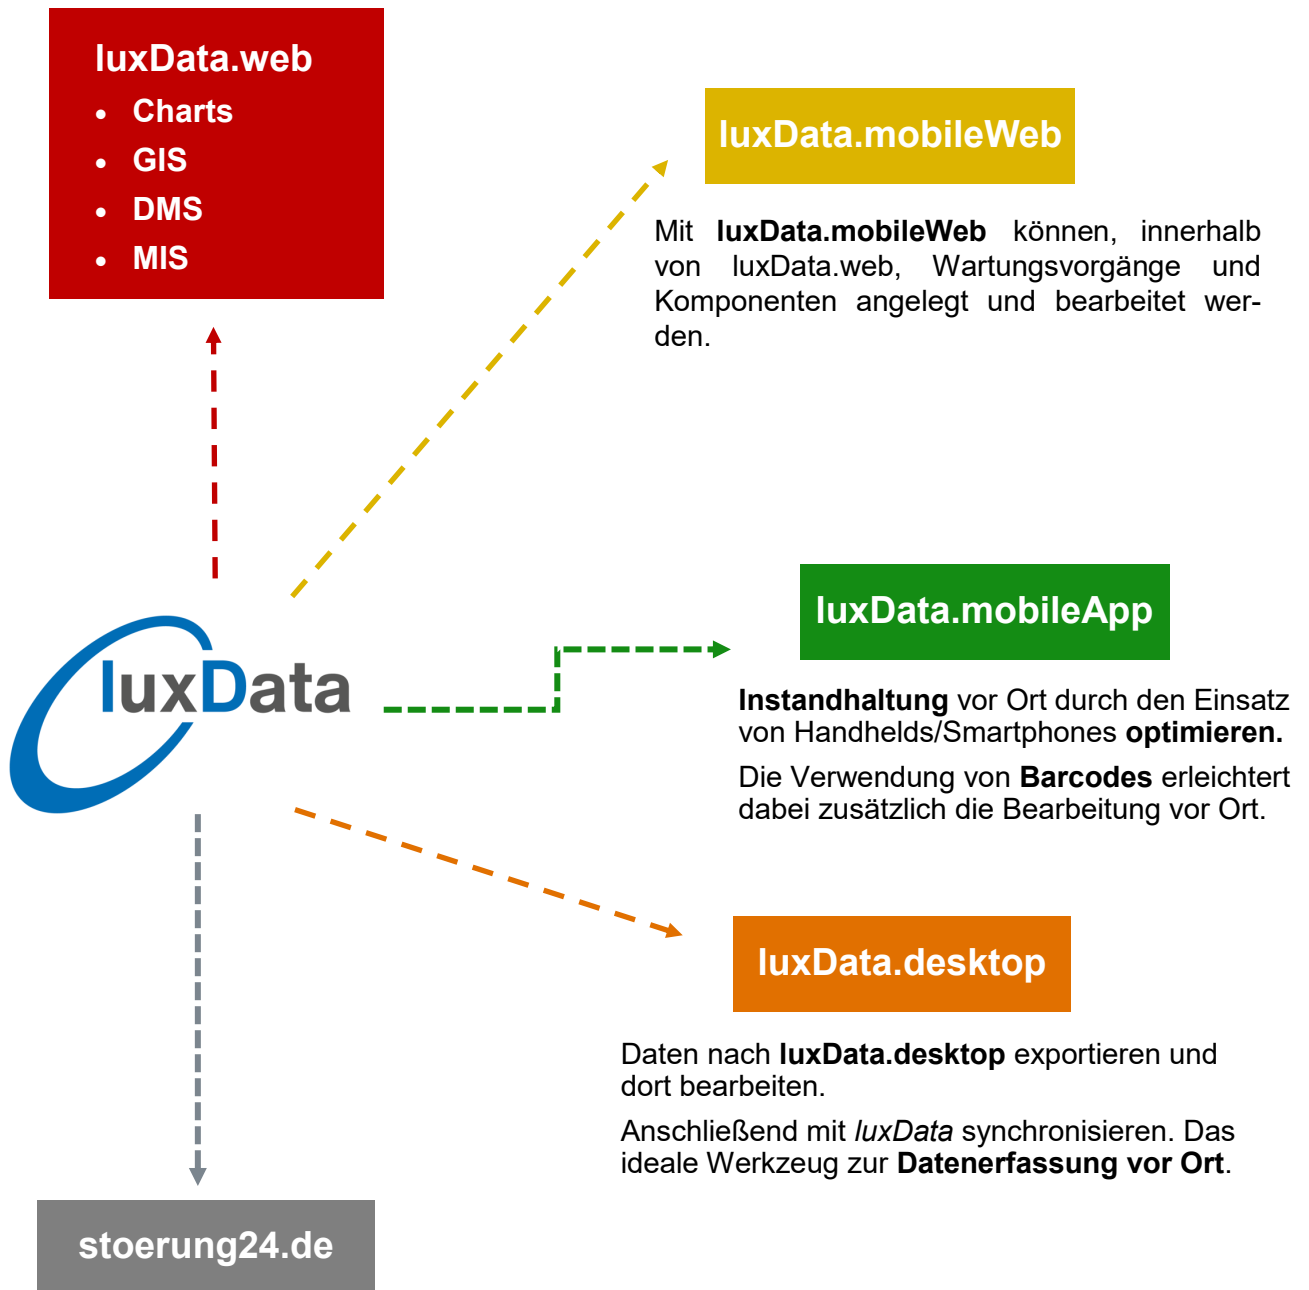 luxData.web
• Charts
• GIS
• DMS
• MIS
luxData.mobileWeb
Mit luxData.mobileWeb können, innerhalb
von luxData.web, Wartungsvorgänge und
Komponenten angelegt und bearbeitet wer-
den.
luxData
luxData.mobileApp
Instandhaltung vor Ort durch den Einsatz
von Handhelds/Smartphones optimieren.
Die Verwendung von Barcodes erleichtert
dabei zusätzlich die Bearbeitung vor Ort.
luxData.desktop
Daten nach luxData.desktop exportieren und
dort bearbeiten.
Anschließend mit luxData synchronisieren. Das
ideale Werkzeug zur Datenerfassung vor Ort.
stoerung24.de